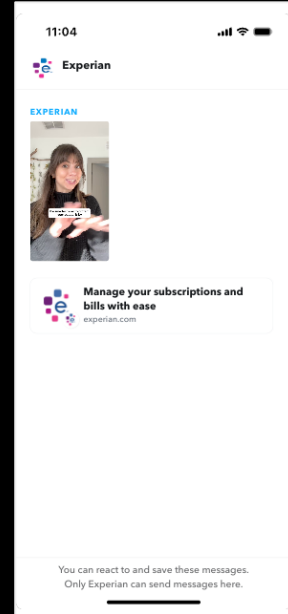 11:04
Experian
EXPERIAN
e
Manage your subscriptions and
bills with ease
experian.com
You can react to and save these messages.
Only Experian can send messages here.